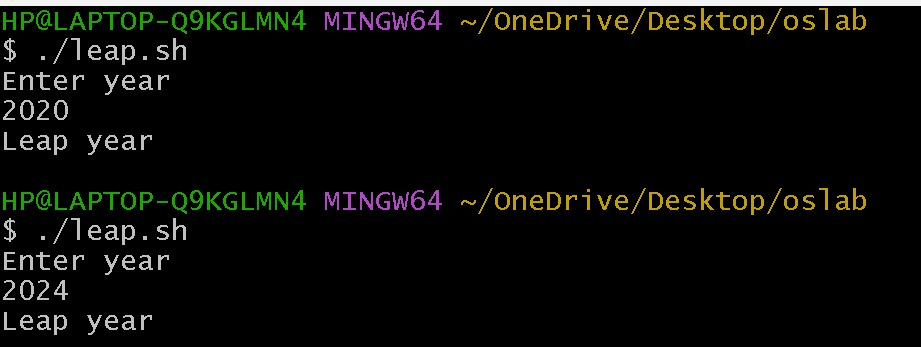 HP@LAPTOP-Q9KGLMN4 MINGW64 ~/OneDrive/Desktop/oslab
$ ./leap.sh
Enter year
2020
Leap year
HP@LAPTOP-Q9KGLMN4 MINGW64 ~/OneDrive/Desktop/oslab
$ ./leap.sh
Enter year
2024
Leap year